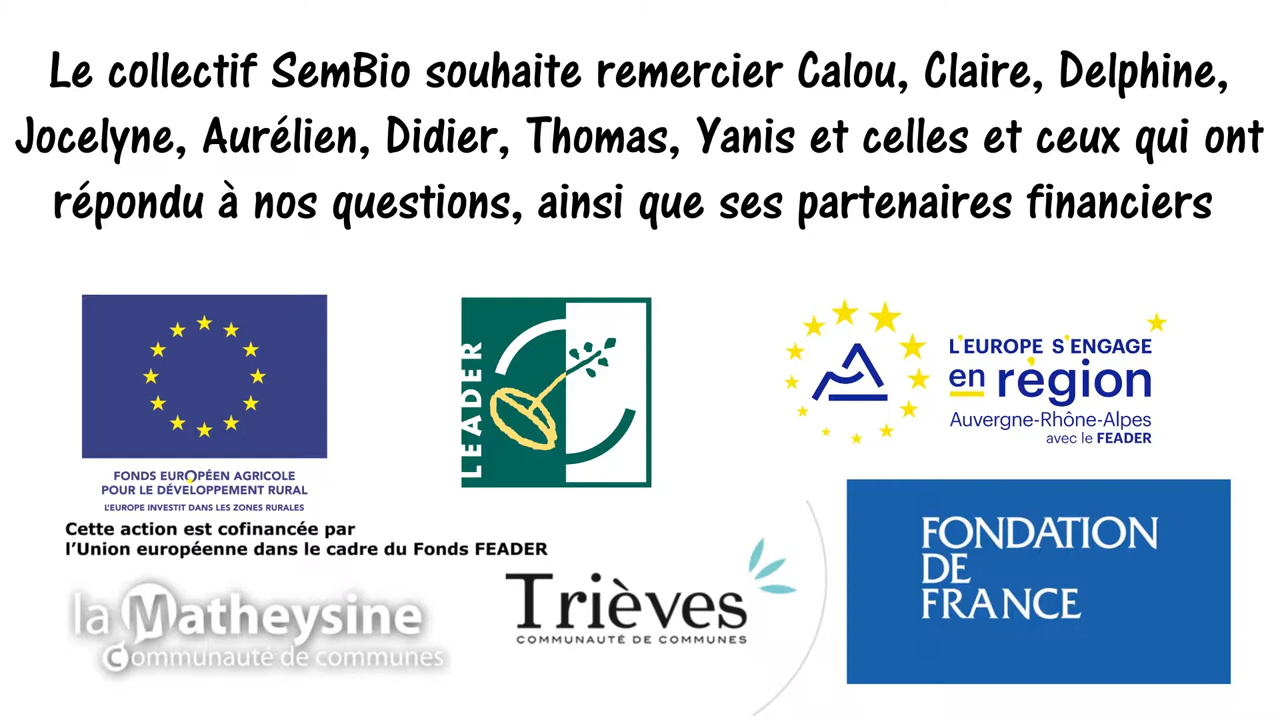 Le collectif SemBio souhaite remercier Calou, Claire, Delphine,
Jocelyne, Aurélien, Didier, Thomas, Yanis et celles et ceux qui ont
répondu à nos questions, ainsi que ses partenaires financiers
FONDS EUROPÉEN AGRICOLE
POUR LE DÉVELOPPEMENT RURAL
L'EUROPE INVESTIT DANS LES ZONES RURALES
Cette action est cofinancée par
l'Union européenne dans le cadre du Fonds FEADER
LEADER
L'EUROPE S'ENGAGE
en région
Auvergne-Rhône-Alpes
avec le FEADER
la Matheysine
Communauté de communes
Trièves
COMMUNAUTÉ DE COMMUNES
FONDATION
DE
FRANCE